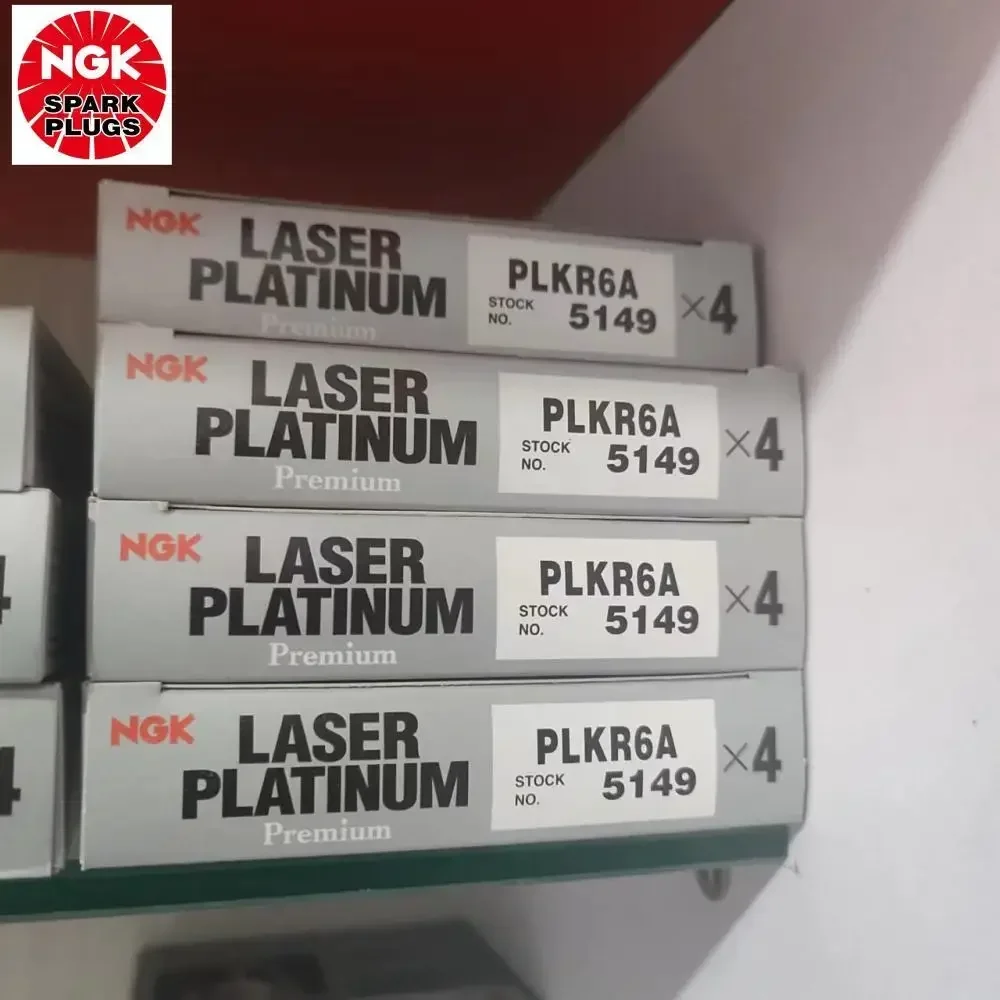 NGK
SPARK
PLUGS
NGK
LASER
PLATINUM
Premium
PLKR6A
STOCK
NO. 5149
×4
NGK
LASER
PLATINUM
Premium
PLKR6A
STOCK
NO. 5149
×4
NGK
LASER
PLATINUM
Premium
PLKR6A
STOCK
NO. 5149
×4
NGK
LASER
PLATINUM
Premium
PLKR6A
STOCK
NO. 5149
×4
4
4